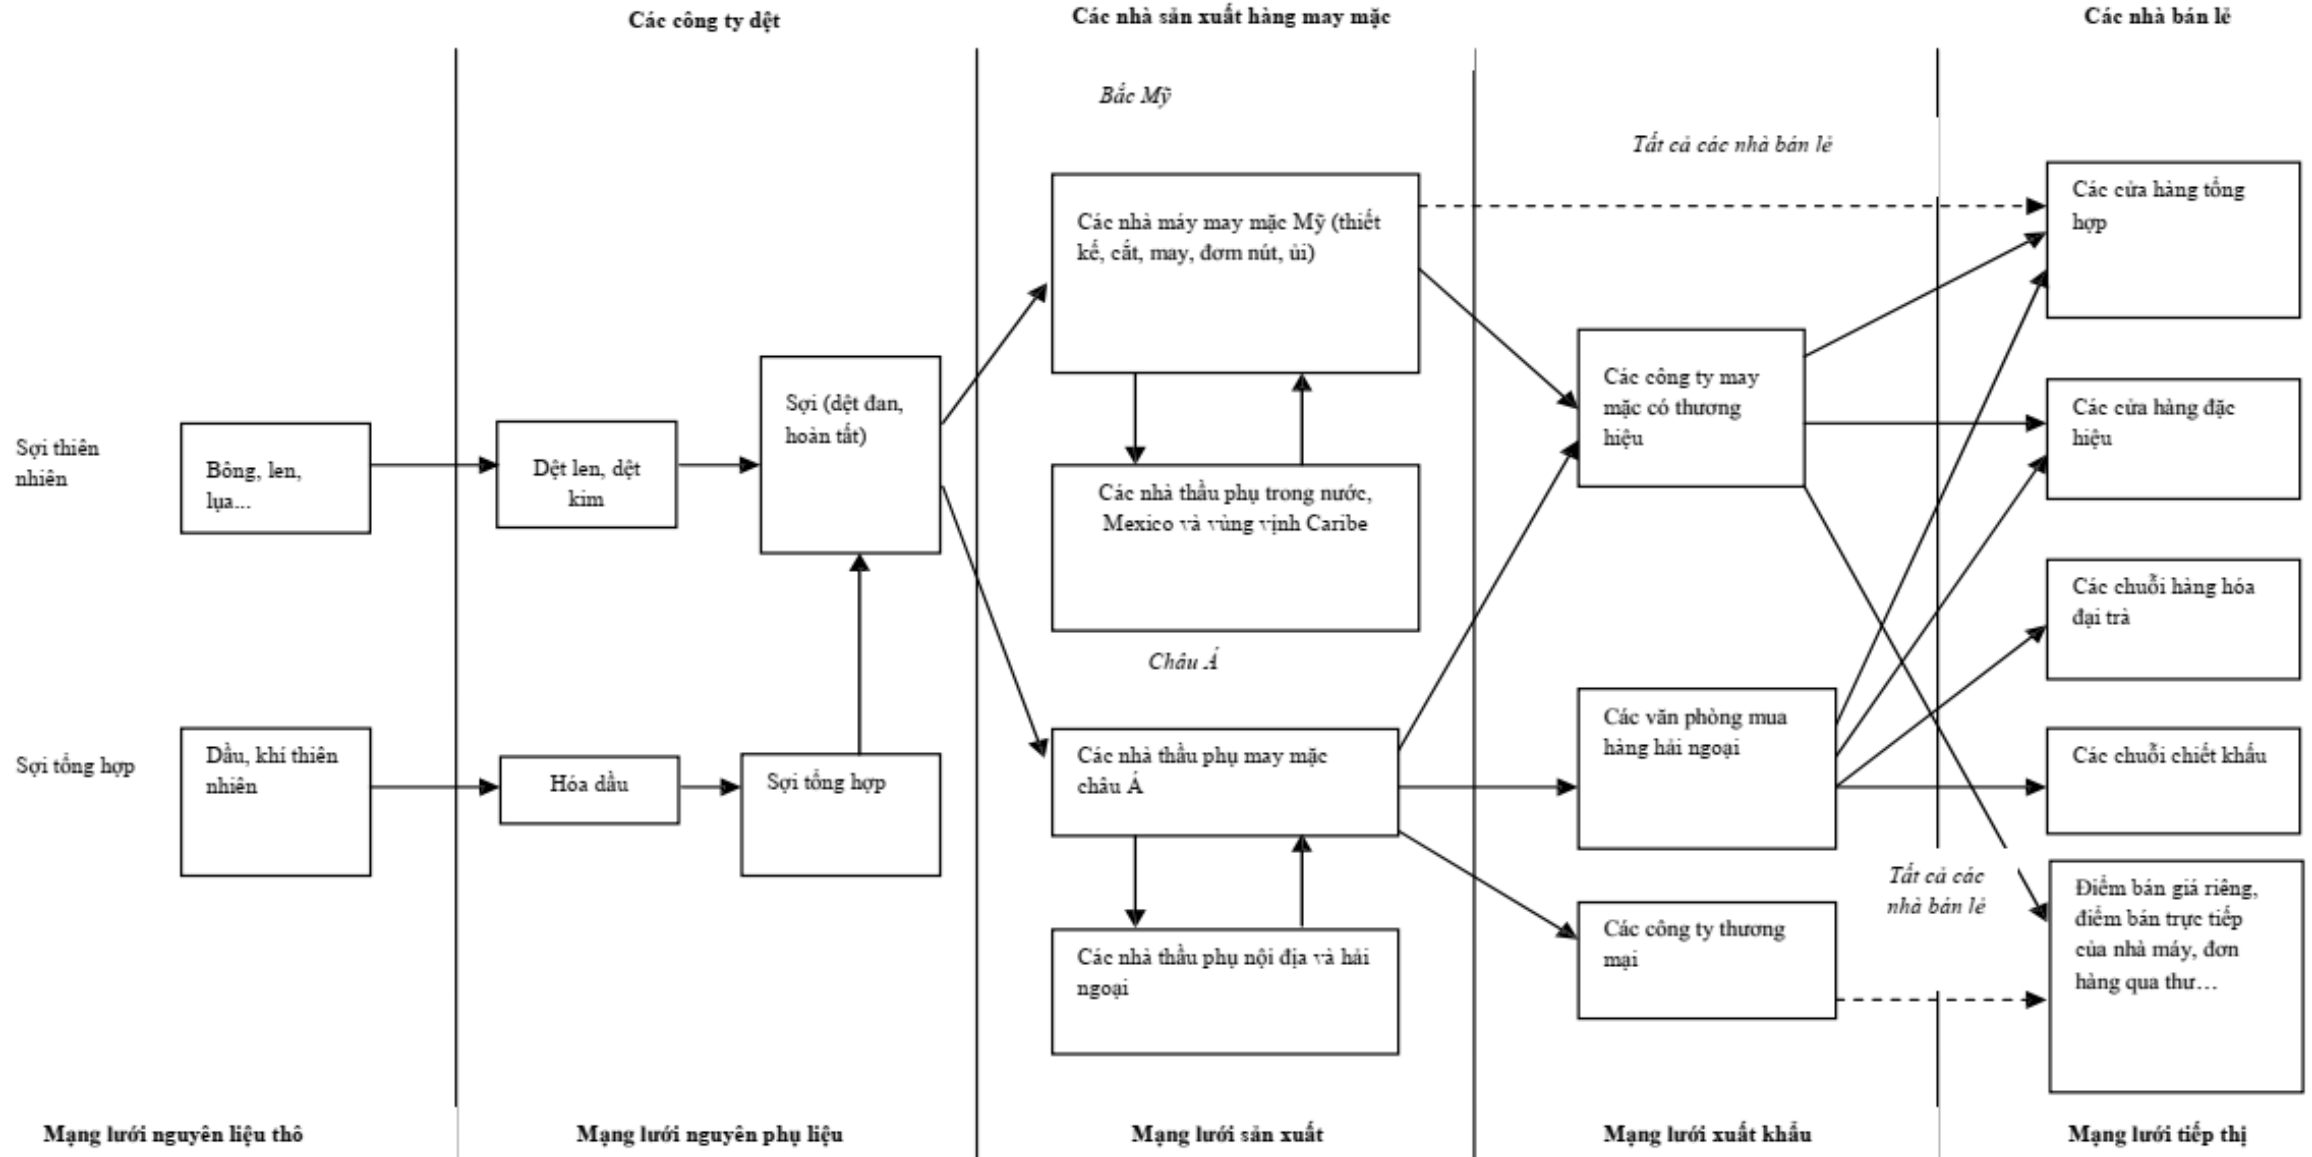 Các công ty dệt
Các nhà sản xuất hàng may mặc
Các nhà bán lẻ
Bắc Mỹ
Tất cả các nhà bán lẻ
Sợi thiên
nhiên
Bông, len,
lụa...
Dệt len, dệt
kim
Sợi (dệt đan,
hoàn tất)
Các nhà máy may mặc Mỹ (thiết
kế, cắt, may, đơm nút, ủi)
Các nhà thầu phụ trong nước,
Mexico và vùng vịnh Caribe
Các công ty may
mặc có thương
hiệu
Các cửa hàng tổng
hợp
Các cửa hàng đặc
hiệu
Các chuỗi hàng hóa
đại trà
Châu Á
Sợi tổng hợp
Dầu, khí thiên
nhiên
Hóa dầu
Sợi tổng hợp
Các nhà thầu phụ may mặc
châu Á
Các nhà thầu phụ nội địa và hải
ngoại
Các văn phòng mua
hàng hải ngoại
Các công ty thương
mại
Các chuỗi chiết khấu
Tất cả các
nhà bán lẻ
Điểm bán giá riêng,
điểm bán trực tiếp
của nhà máy, đơn
hàng qua thư…
Mạng lưới nguyên liệu thô
Mạng lưới nguyên phụ liệu
Mạng lưới sản xuất
Mạng lưới xuất khẩu
Mạng lưới tiếp thị